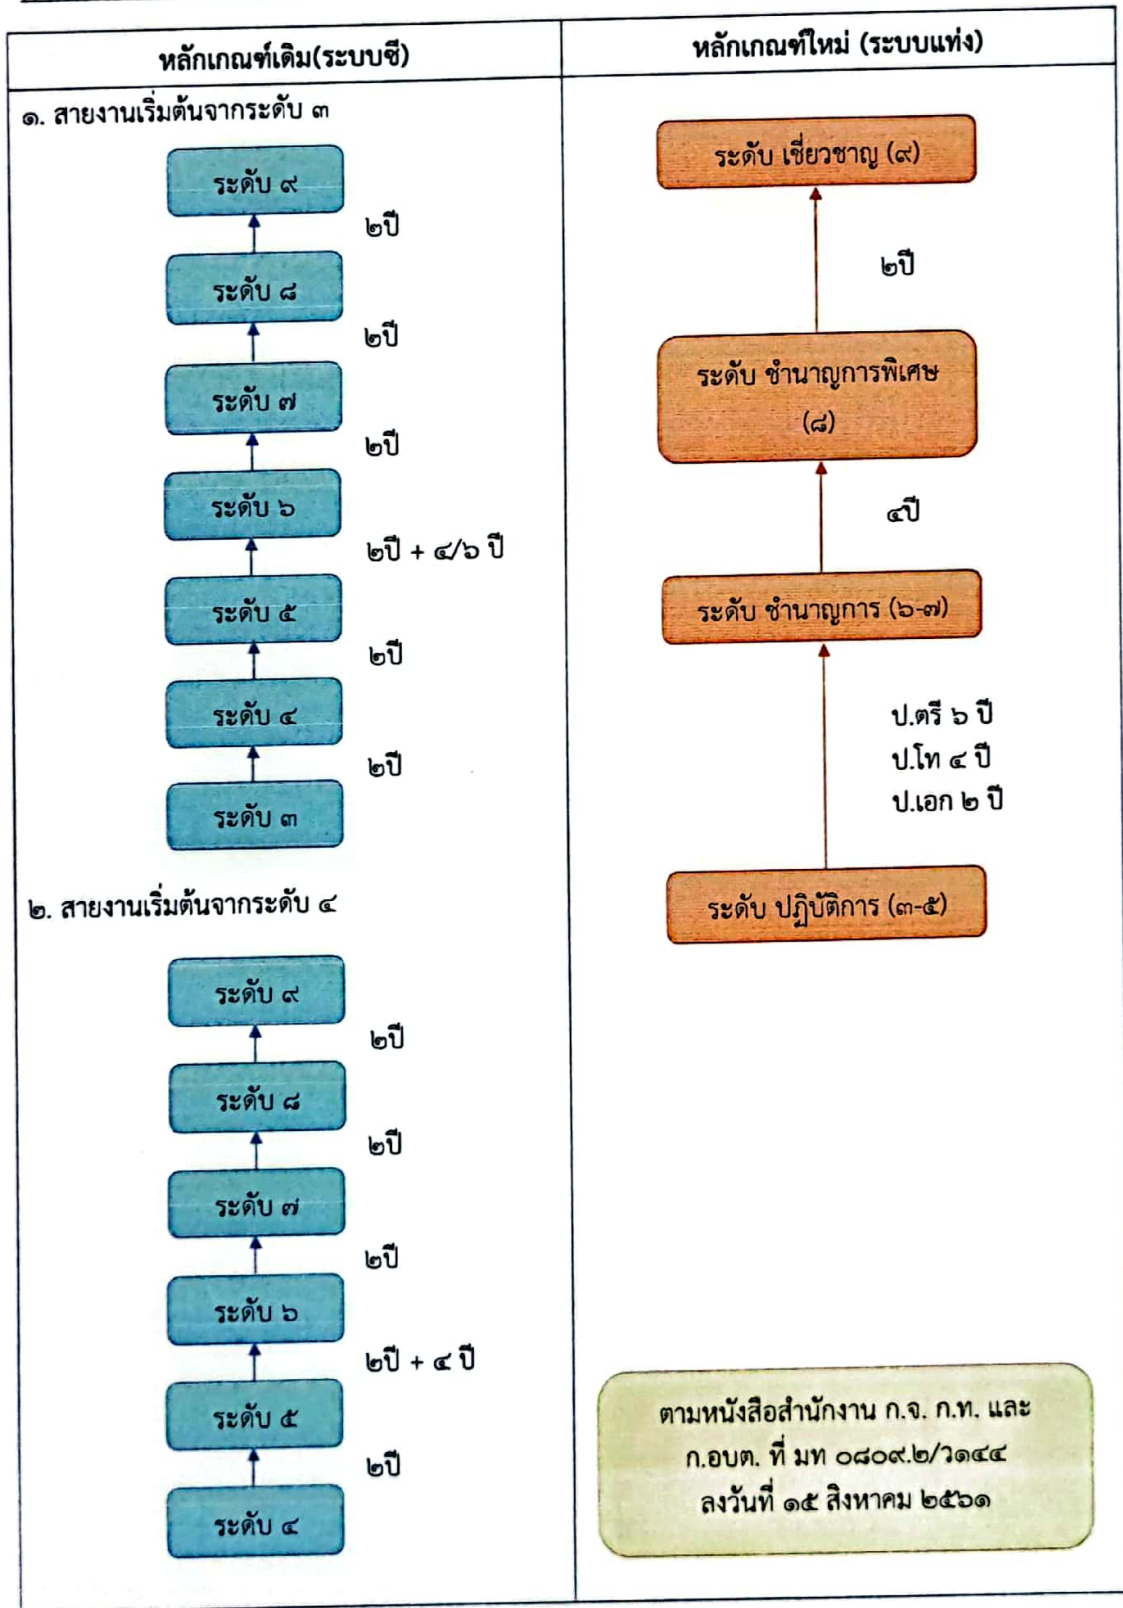 หลักเกณฑ์เดิม(ระบบซี)
๑. สายงานเริ่มต้นจากระดับ ๓
ระดับ ๙
๒ปี
ระดับ ๘
๒ปี
ระดับ ๗
๒ปี
ระดับ ๖
๒ปี + ๔/๖ ปี
ระดับ ๕
๒ปี
ระดับ ๔
๒ปี
ระดับ ๓
๒. สายงานเริ่มต้นจากระดับ ๔
ระดับ ๙
๒ปี
ระดับ ๘
๒ปี
ระดับ ๗
๒ปี
ระดับ ๖
๒ปี + ๔ ปี
ระดับ ๕
๒ปี
ระดับ ๔
หลักเกณฑ์ใหม่ (ระบบแท่ง)
ระดับ เชี่ยวชาญ (๙)
๒ปี
ระดับ ชำนาญการพิเศษ
(๘)
๔ปี
ระดับ ชำนาญการ (๖-๗)
ป.ตรี ๖ ปี
ป.โท ๔ ปี
ป.เอก ๒ ปี
ระดับ ปฏิบัติการ (๓-๕)
ตามหนังสือสำนักงาน ก.จ. ก.ท. และ
ก.อบต. ที่ มท ๐๘๐๙.๒/ว๑๔๔
ลงวันที่ ๑๕ สิงหาคม ๒๕๖๑